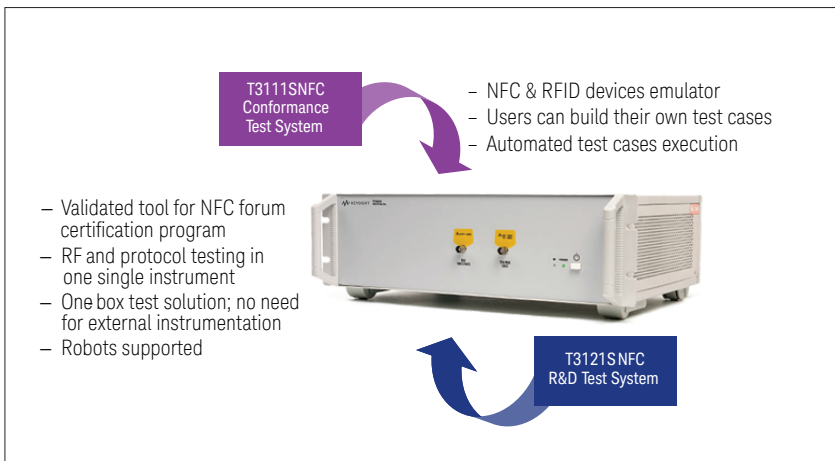 T3111SNFC
Conformance
Test System
– NFC & RFID devices emulator
– Users can build their own test cases
– Automated test cases execution
– Validated tool for NFC forum
certification program
– RF and protocol testing in
one single instrument
– One box test solution; no need
for external instrumentation
– Robots supported
KEYSIGHT
T3121S NFC
R&D Test System